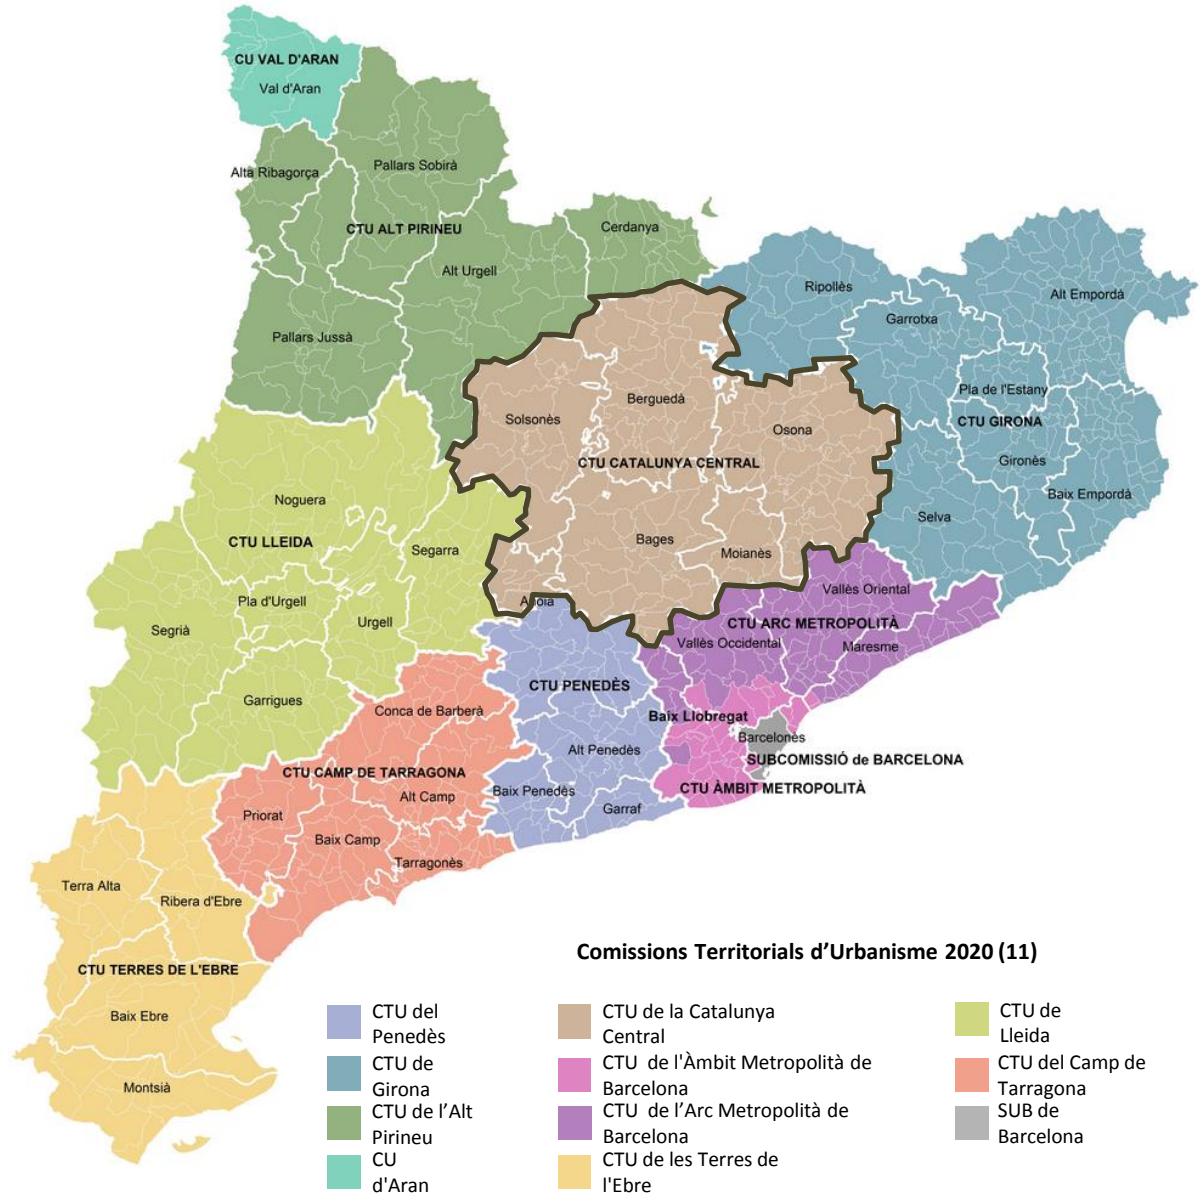 CU VAL D'ARAN
Val d'Aran
Pallars Sobirà
Alta Ribagorça
CTU ALT PIRINEU
Cerdanya
Alt Urgell
Ripollès
Alt Empordà
Garrotxa
Pallars Jussà
Pla de l'Estany
Berguedà
Solsonès
Osona
CTU GIRONA
CTU CATALUNYA CENTRAL
Gironès
Baix Empordà
Noguera
Selva
CTU LLEIDA
Segarra
Bages
Moianès
Vallès Oriental
Pla d'Urgell
Anoia
Urgell
CTU ARC METROPOLITÀ
Segrià
Vallès Occidental
Maresme
CTU PENEDÈS
Garrigues
Conca de Barberà
Baix Llobregat
Barcelonès
Alt Penedès
SUBCOMISSIÓ de BARCELONA
CTU CAMP DE TARRAGONA
CTU ÀMBIT METROPOLITÀ
Baix Penedès
Alt Camp
Garraf
Priorat
Baix Camp
Tarragonès
Terra Alta
Ribera d'Ebre
CTU TERRES DE L'EBRE
Baix Ebre
Montsià
Comissions Territorials d’Urbanisme 2020 (11)
CTU del
Penedès
CTU de
Girona
CTU de l’Alt
Pirineu
CU
d'Aran
CTU de la Catalunya
Central
CTU de l'Àmbit Metropolità de
Barcelona
CTU de l’Arc Metropolità de
Barcelona
CTU de les Terres de
l'Ebre
CTU de
Lleida
CTU del Camp de
Tarragona
SUB de
Barcelona